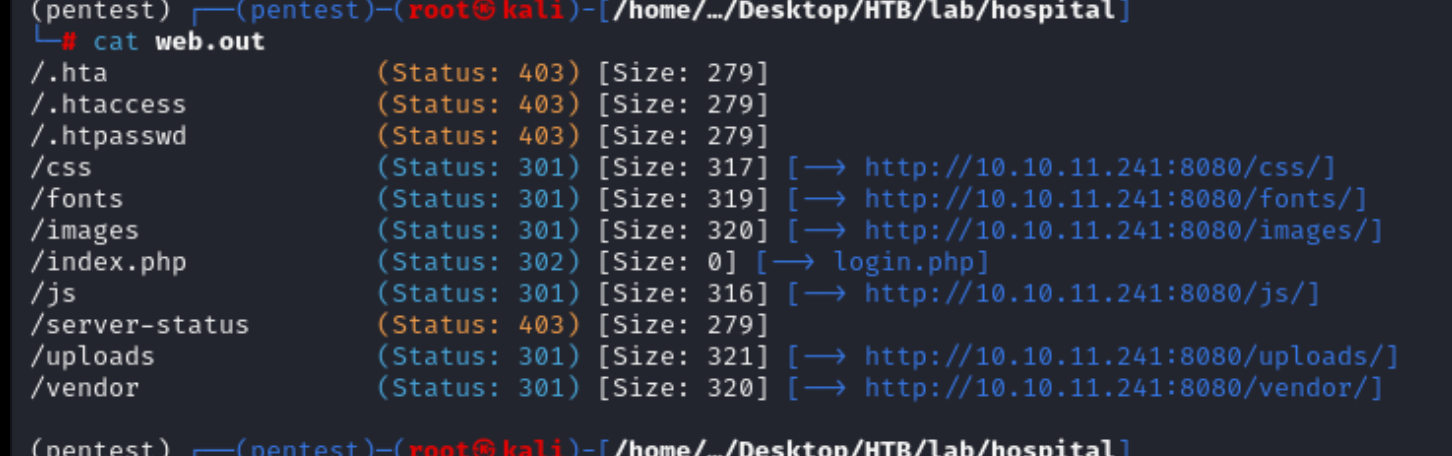 (pentest) ┌──(pentest)─(root㉿kali)-[/home/…/Desktop/HTB/lab/hospital]
└─# cat web.out
/.hta                 (Status: 403) [Size: 279]
/.htaccess            (Status: 403) [Size: 279]
/.htpasswd            (Status: 403) [Size: 279]
/css                  (Status: 301) [Size: 317] [--> http://10.10.11.241:8080/css/]
/fonts                (Status: 301) [Size: 319] [--> http://10.10.11.241:8080/fonts/]
/images               (Status: 301) [Size: 320] [--> http://10.10.11.241:8080/images/]
/index.php            (Status: 302) [Size: 0] [--> login.php]
/js                   (Status: 301) [Size: 316] [--> http://10.10.11.241:8080/js/]
/server-status        (Status: 403) [Size: 279]
/uploads              (Status: 301) [Size: 321] [--> http://10.10.11.241:8080/uploads/]
/vendor               (Status: 301) [Size: 320] [--> http://10.10.11.241:8080/vendor/]
(pentest) ┌──(pentest)─(root㉿kali)-[/home/…/Desktop/HTB/lab/hospital]